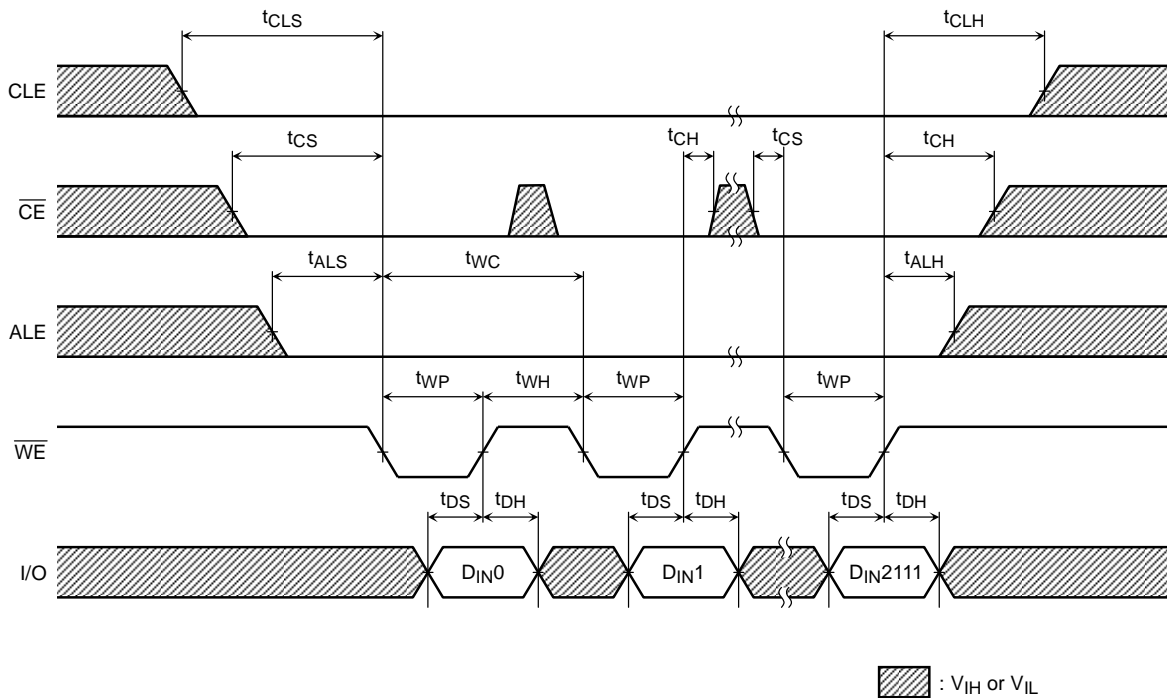 tCLS tCLH
CLE
tCS tCH tCS tCH
CE
tALS tWC tALH
ALE
tWP tWH tWP tWP
WE
tDS tDH tDS tDH tDS tDH
I/O DIN0 DIN1 DIN2111
: VIH or VIL